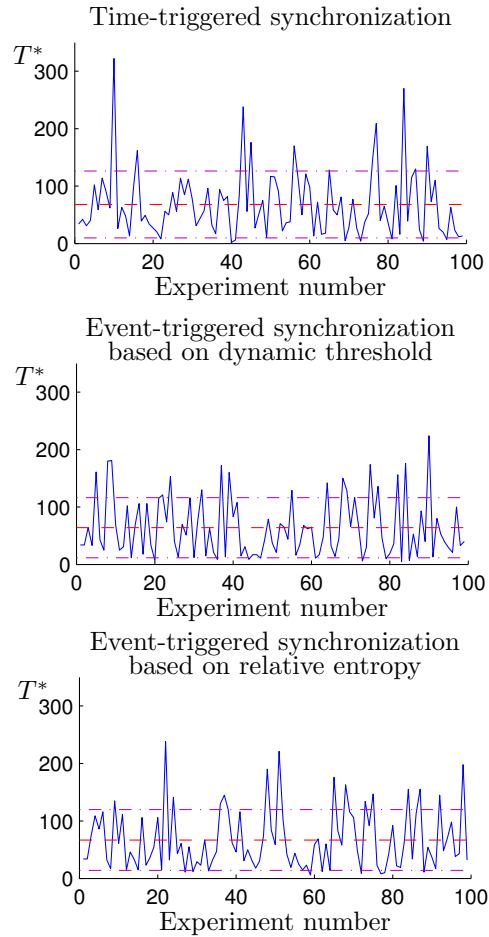 Time-triggered synchronization
T*
300
200
100
0
0 20 40 60 80 100
Experiment number
Event-triggered synchronization
based on dynamic threshold
T*
300
200
100
0
0 20 40 60 80 100
Experiment number
Event-triggered synchronization
based on relative entropy
T*
300
200
100
0
0 20 40 60 80 100
Experiment number